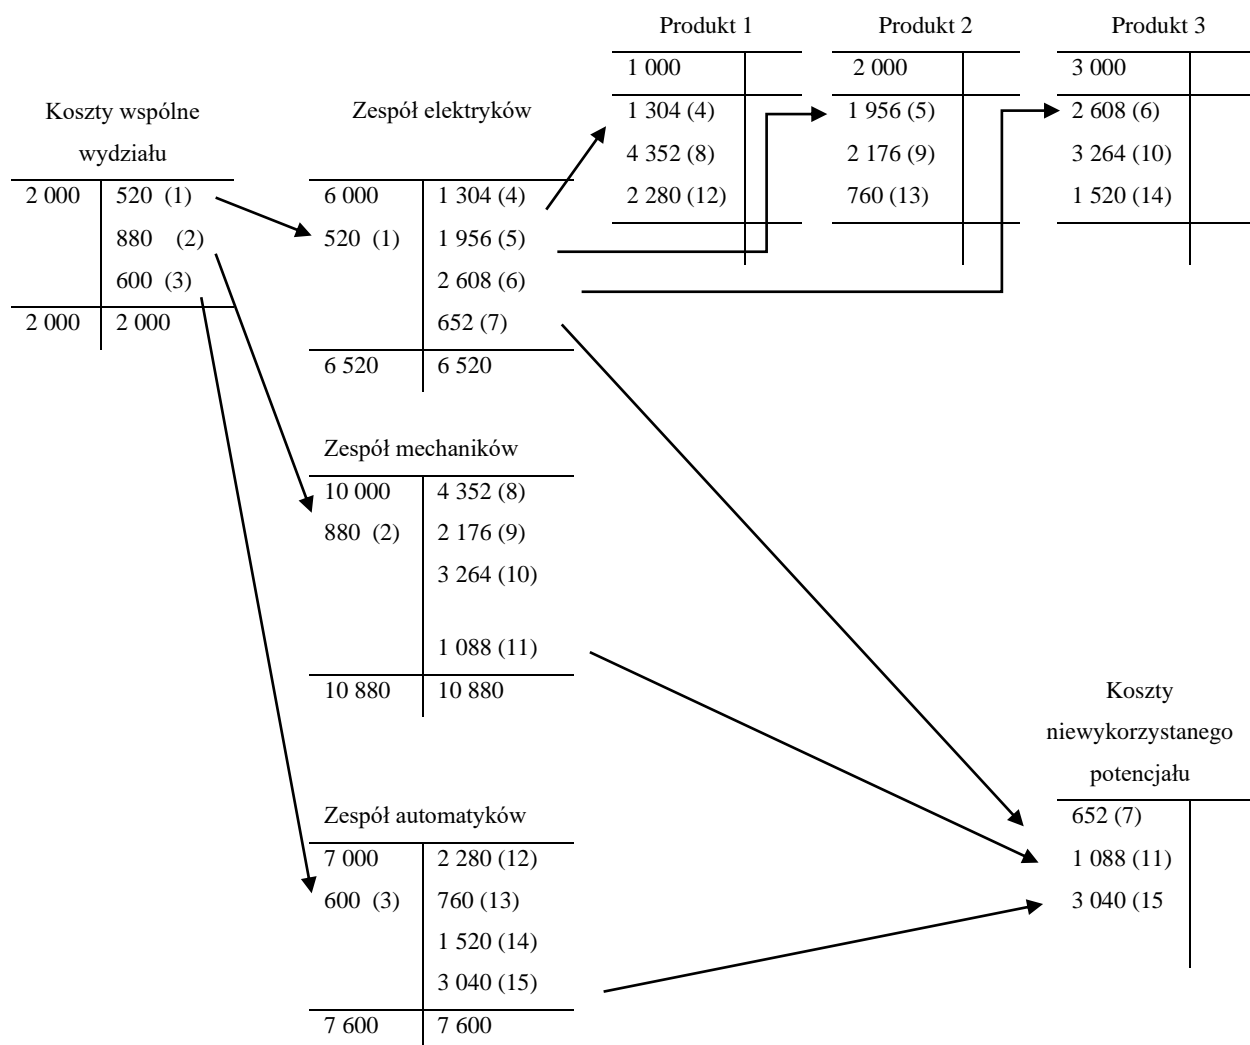 Produkt 1 Produkt 2 Produkt 3
1 000 2 000 3 000
Koszty wspólne
wydziału
Zespół elektryków
1 304 (4) 1 956 (5) 2 608 (6)
4 352 (8) 2 176 (9) 3 264 (10)
2 280 (12) 760 (13) 1 520 (14)
2 000 520 (1)
880 (2)
600 (3)
2 000 2 000
6 000 1 304 (4)
520 (1) 1 956 (5)
2 608 (6)
652 (7)
6 520 6 520
Zespół mechaników
10 000 4 352 (8)
880 (2) 2 176 (9)
3 264 (10)
1 088 (11)
10 880 10 880
Koszty
niewykorzystanego
potencjału
652 (7)
1 088 (11)
3 040 (15
Zespół automatyków
7 000 2 280 (12)
600 (3) 760 (13)
1 520 (14)
3 040 (15)
7 600 7 600